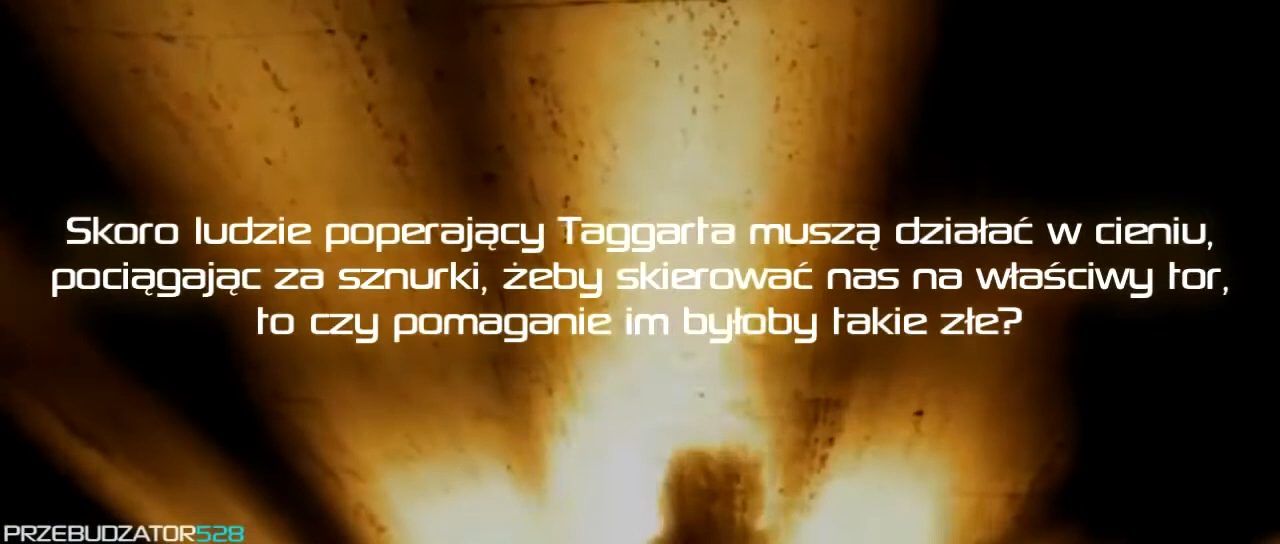 Skoro ludzie poperający Taggarta muszą działać w cieniu,
pociągając za sznurki, żeby skierować nas na właściwy tor,
to czy pomaganie im byłoby takie złe?
PRZEBUDZATOR528